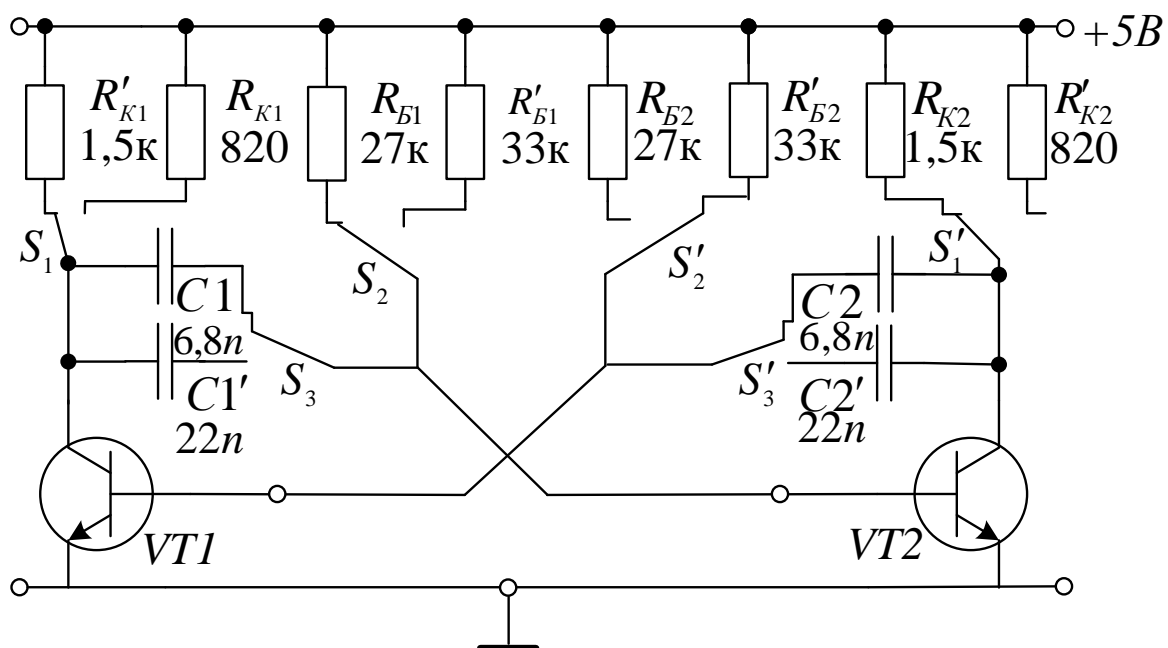 +5В
R′К1
1,5к
RК1
820
RБ1
27к
R′Б1
33к
RБ2
27к
R′Б2
33к
RК2
1,5к
R′К2
820
S1
S2
S′2
S′1
C1
6,8n
S3
C1′
22n
C2
6,8n
S′3
C2′
22n
VT1
VT2